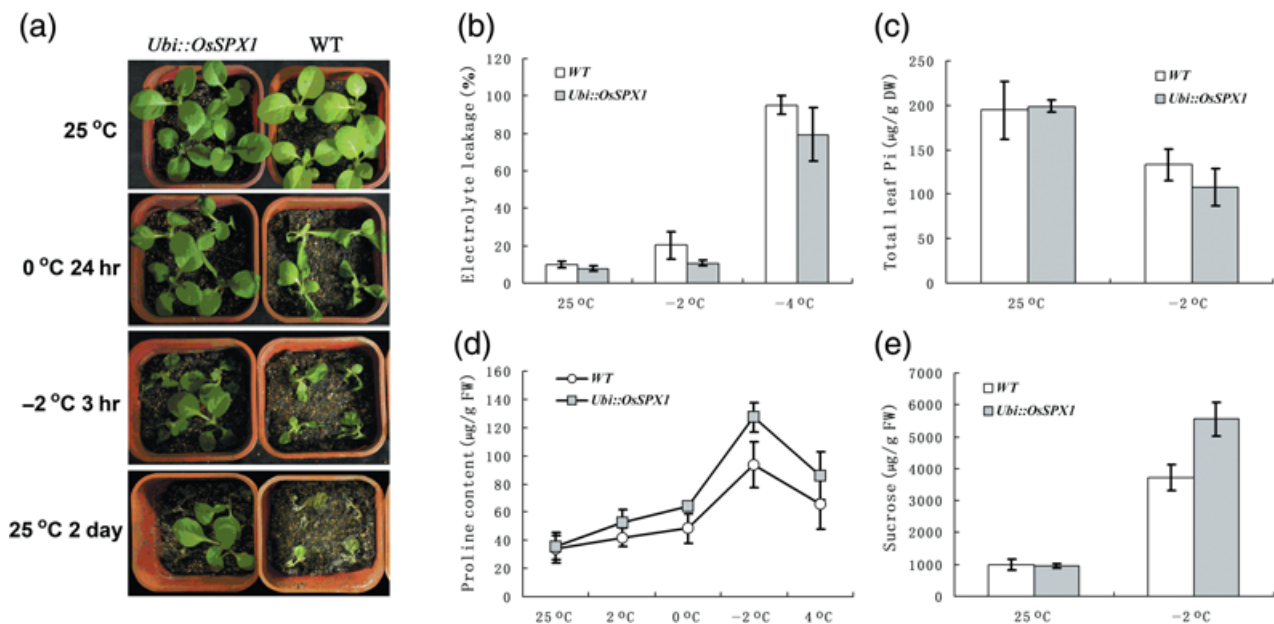 (a)
Ubi::OsSPX1 WT
25 °C
0 °C 24 hr
–2 °C 3 hr
25 °C 2 day
(b)
Electrolyte leakage (%)
120
100
80
60
40
20
0
WT
Ubi::OsSPX1
25 °C −2 °C −4 °C
(c)
Total leaf Pi (μg/g DW)
250
200
150
100
50
0
WT
Ubi::OsSPX1
25 °C −2 °C
(d)
Proline content (μg/g FW)
160
140
120
100
80
60
40
20
0
WT
Ubi::OsSPX1
25 °C 2 °C 0 °C −2 °C 4 °C
(e)
Sucrose (μg/g FW)
7000
6000
5000
4000
3000
2000
1000
0
WT
Ubi::OsSPX1
25 °C −2 °C